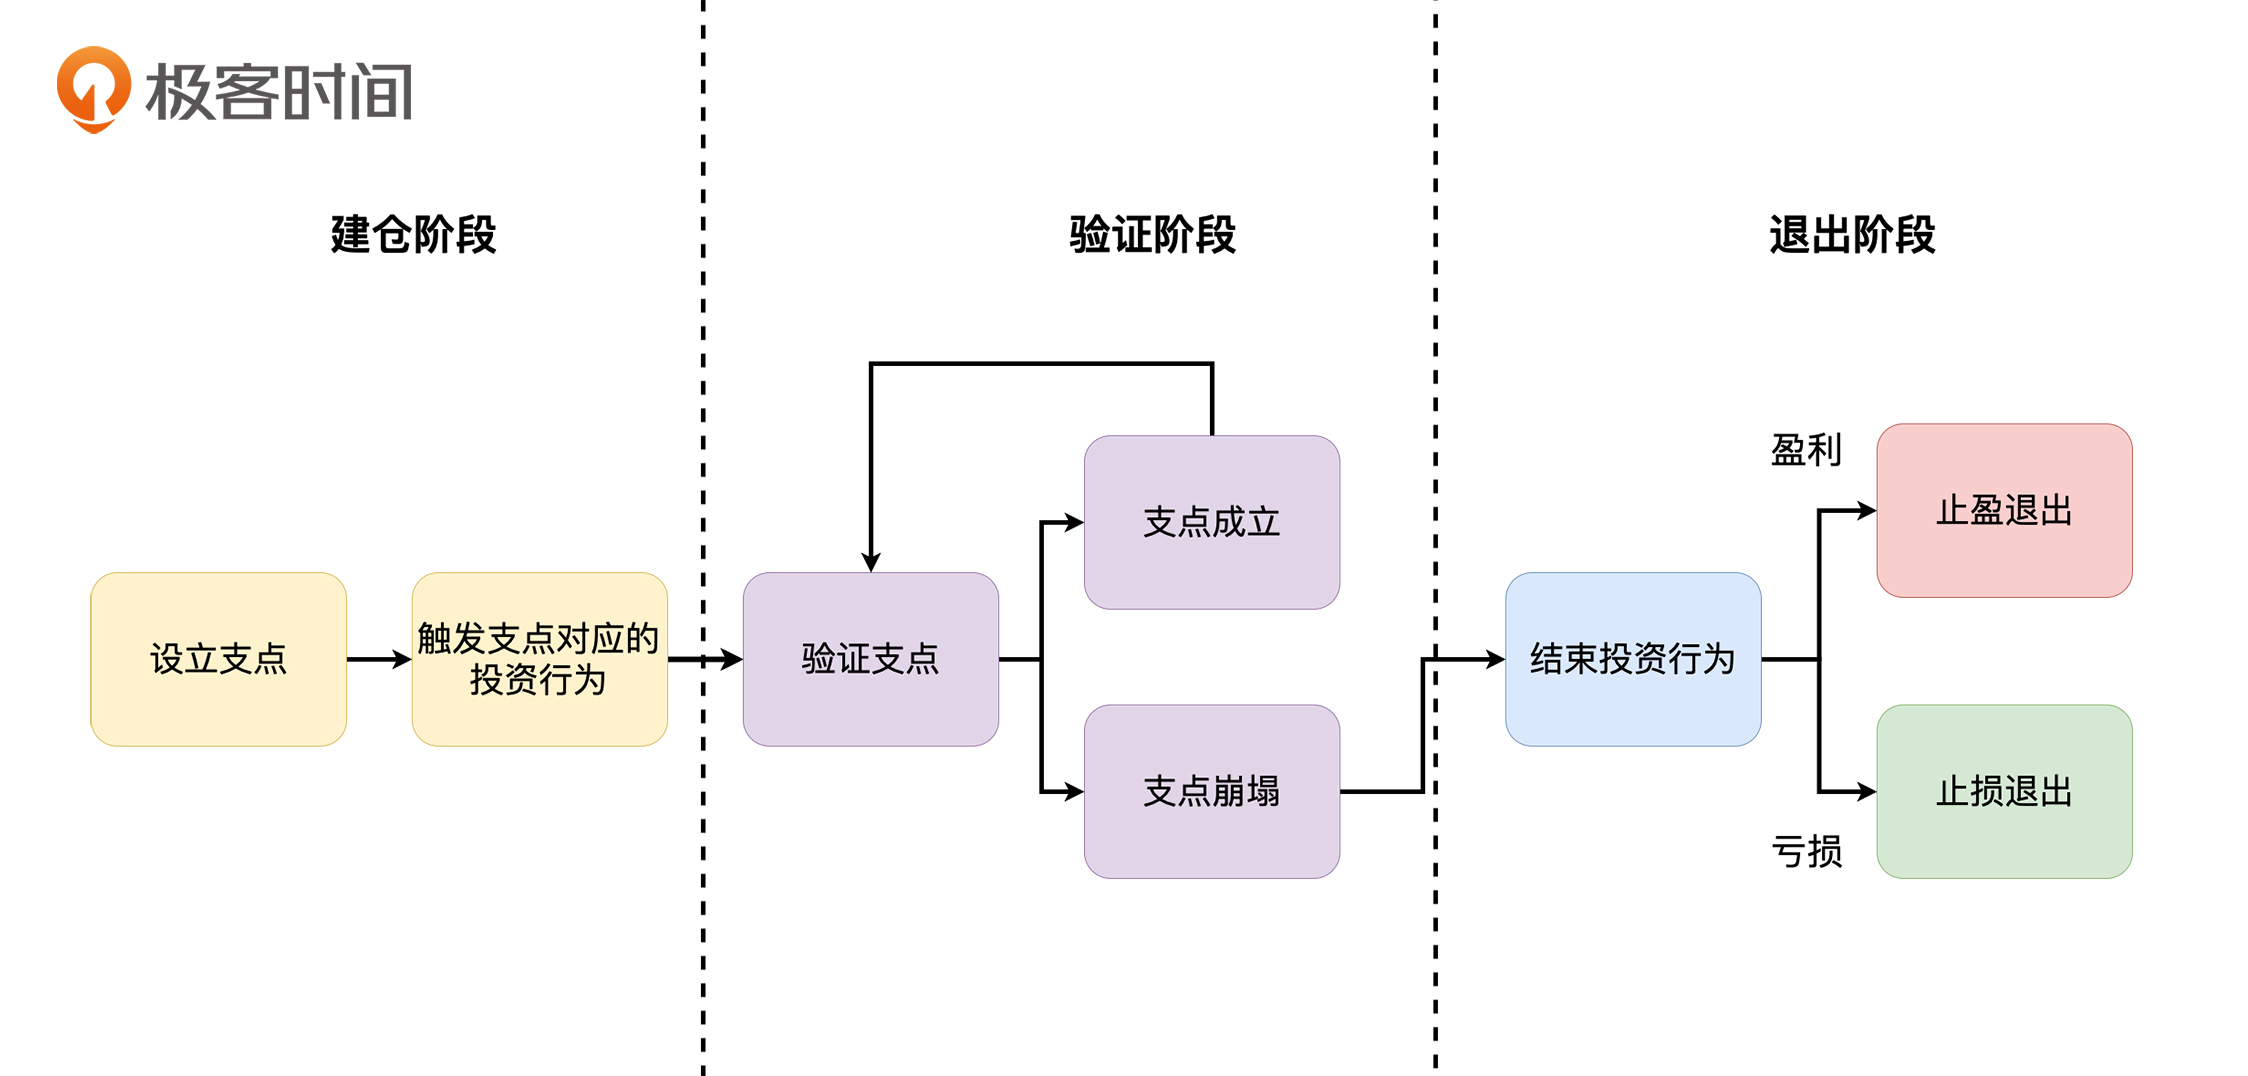 极客时间
建仓阶段
验证阶段
退出阶段
设立支点
触发支点对应的
投资行为
验证支点
支点成立
支点崩塌
结束投资行为
盈利
止盈退出
亏损
止损退出